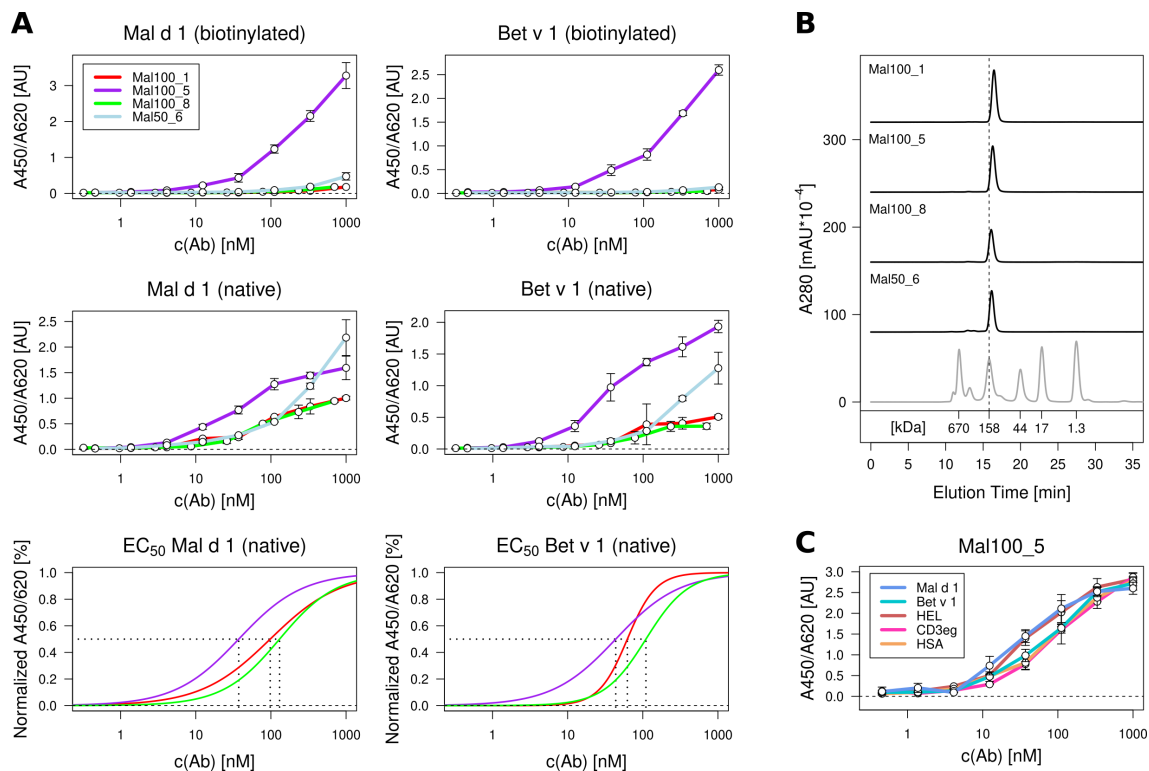 A
Mal d 1 (biotinylated)
A450/A620 [AU]
3
2
1
0
Mal100_1
Mal100_5
Mal100_8
Mal50_6
1 10 100 1000
c(Ab) [nM]
Bet v 1 (biotinylated)
A450/A620 [AU]
2.5
2.0
1.5
1.0
0.5
0.0
1 10 100 1000
c(Ab) [nM]
Mal d 1 (native)
A450/A620 [AU]
2.5
2.0
1.5
1.0
0.5
0.0
1 10 100 1000
c(Ab) [nM]
Bet v 1 (native)
A450/A620 [AU]
2.0
1.5
1.0
0.5
0.0
1 10 100 1000
c(Ab) [nM]
EC50 Mal d 1 (native)
Normalized A450/620 [%]
1.0
0.8
0.6
0.4
0.2
0.0
1 10 100 1000
c(Ab) [nM]
EC50 Bet v 1 (native)
Normalized A450/A620 [%]
1.0
0.8
0.6
0.4
0.2
0.0
1 10 100 1000
c(Ab) [nM]
B
Mal100_1
Mal100_5
Mal100_8
Mal50_6
A280 [mAU*10-4]
300
200
100
0
[kDa] 670 158 44 17 1.3
0 5 10 15 20 25 30 35
Elution Time [min]
C
Mal100_5
A450/A620 [AU]
3.0
2.5
2.0
1.5
1.0
0.5
0.0
Mal d 1
Bet v 1
HEL
CD3eg
HSA
1 10 100 1000
c(Ab) [nM]